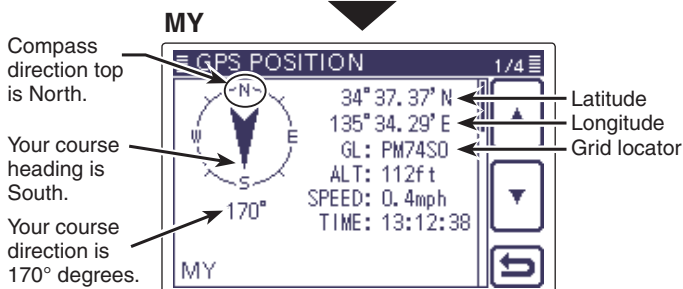 MY
Compass
direction top
is North.
Your course
heading is
South.
Your course
direction is
170° degrees.
GPS POSITION
1/4
N
W
E
S
170°
34°37.37'N
135°34.29'E
GL: PM74SO
ALT: 112ft
SPEED: 0.4mph
TIME: 13:12:38
MY
Latitude
Longitude
Grid locator